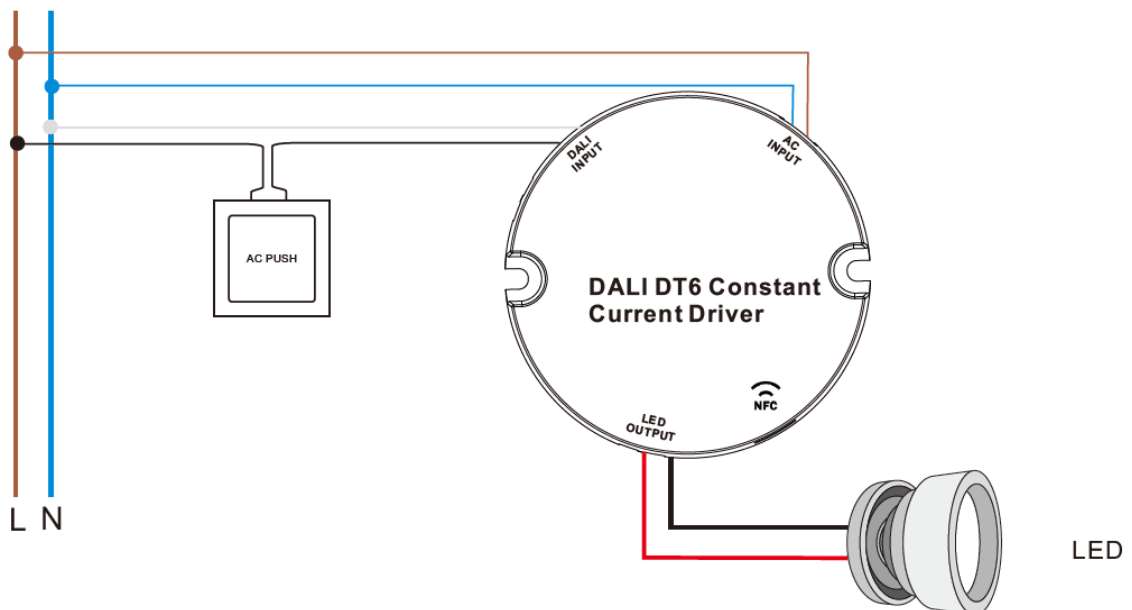 DALI
INPUT
AC
INPUT
AC PUSH
DALI DT6 Constant
Current Driver
NFC
LED
OUTPUT
L N
LED